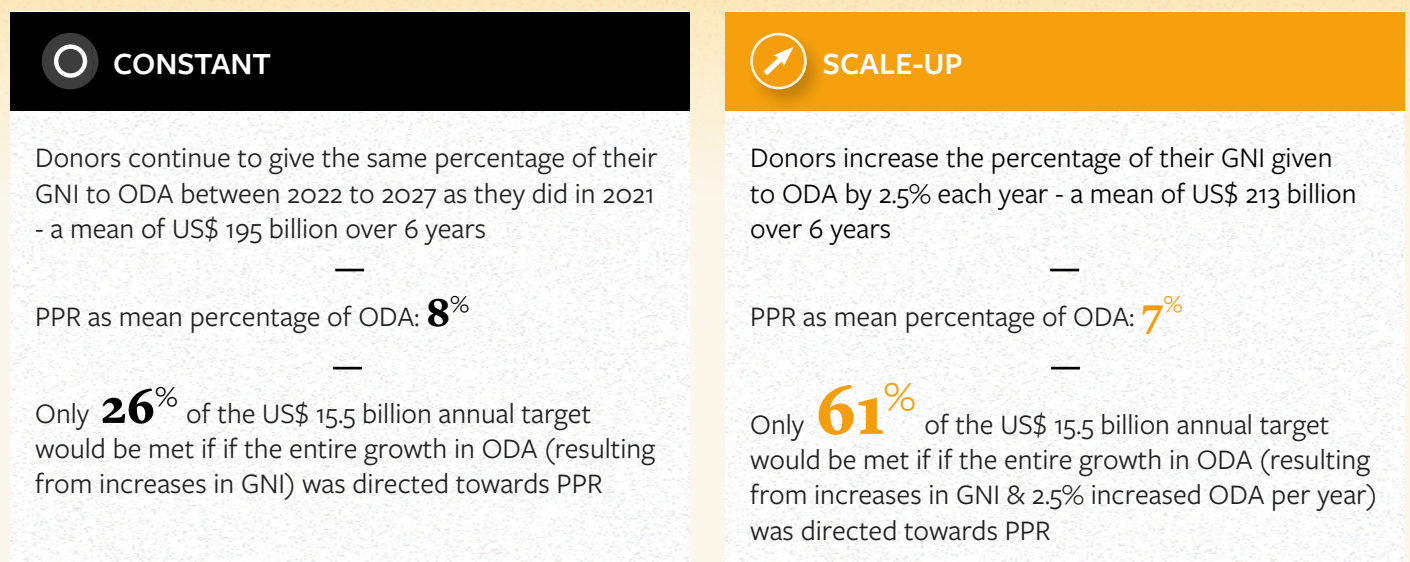 CONSTANT
Donors continue to give the same percentage of their
GNI to ODA between 2022 to 2027 as they did in 2021
- a mean of US$ 195 billion over 6 years
PPR as mean percentage of ODA: 8%
Only 26% of the US$ 15.5 billion annual target
would be met if if the entire growth in ODA (resulting
from increases in GNI) was directed towards PPR
SCALE-UP
Donors increase the percentage of their GNI given
to ODA by 2.5% each year - a mean of US$ 213 billion
over 6 years
PPR as mean percentage of ODA: 7%
Only 61% of the US$ 15.5 billion annual target
would be met if if the entire growth in ODA (resulting
from increases in GNI & 2.5% increased ODA per year)
was directed towards PPR